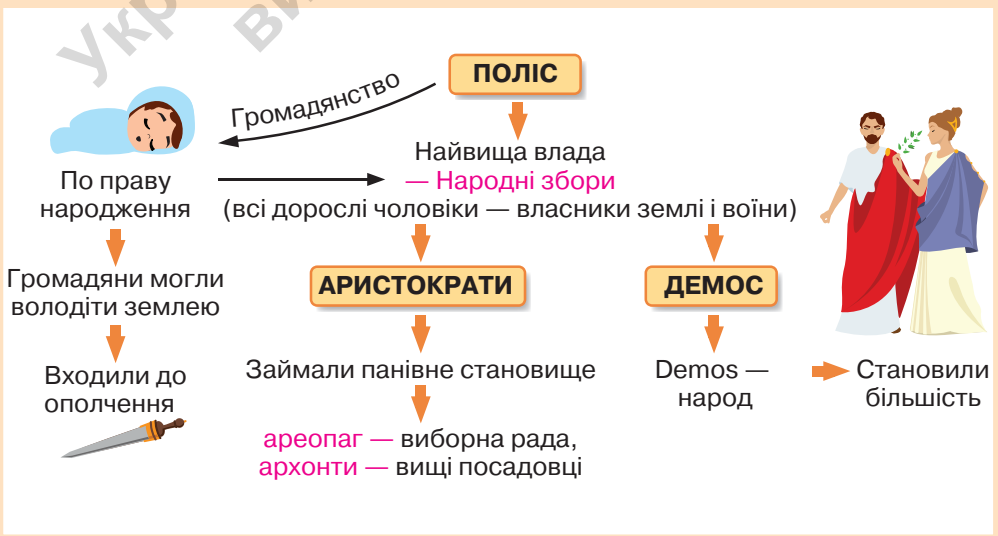 ПОЛІС
Громадянство
Найвища влада
— Народні збори
(всі дорослі чоловіки — власники землі і воїни)
По праву
народження
Громадяни могли
володіти землею
Входили до
ополчення
АРИСТОКРАТИ
Займали панівне становище
ареопаг — виборна рада,
архонти — вищі посадовці
ДЕМОС
Demos —
народ
Становили
більшість